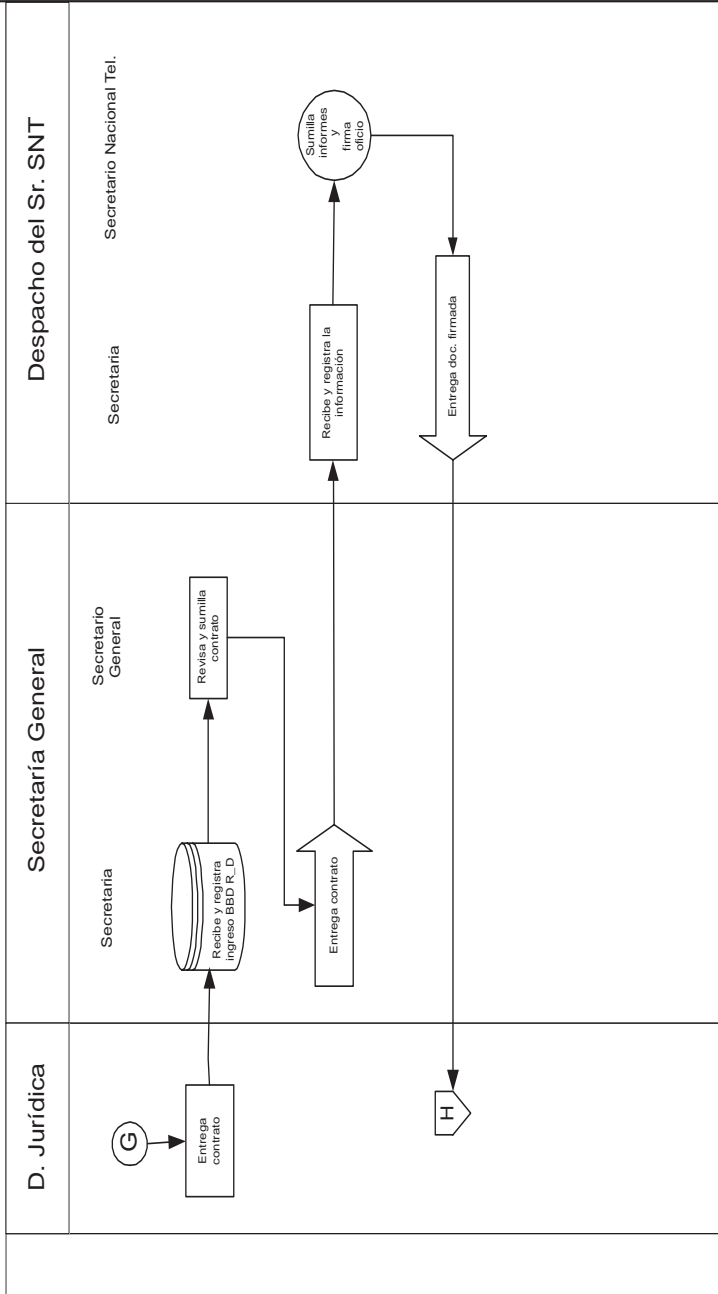 D. Jurídica
Secretaría General
Despacho del Sr. SNT
Secretaria
Secretario
General
Secretaria
Secretario Nacional Tel.
G
Entrega
contrato
Recibe y registra
ingreso BBD R_D
Revisa y sumilla
contrato
Entrega contrato
Recibe y registra la
información
Sumilla
informes
y
firma
oficio
Entrega doc. firmada
H